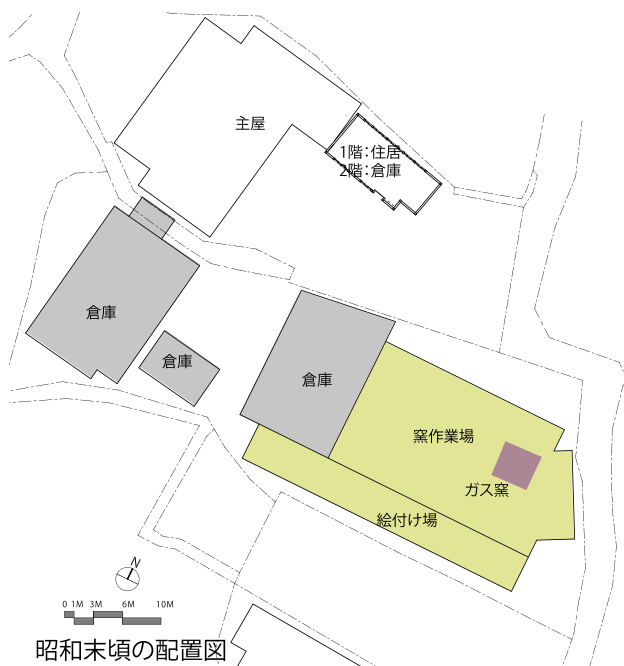 主屋
1階:住居
2階:倉庫
倉庫
倉庫
倉庫
窯作業場
ガス窯
絵付け場
N
0 1M 3M 6M 10M
昭和末頃の配置図